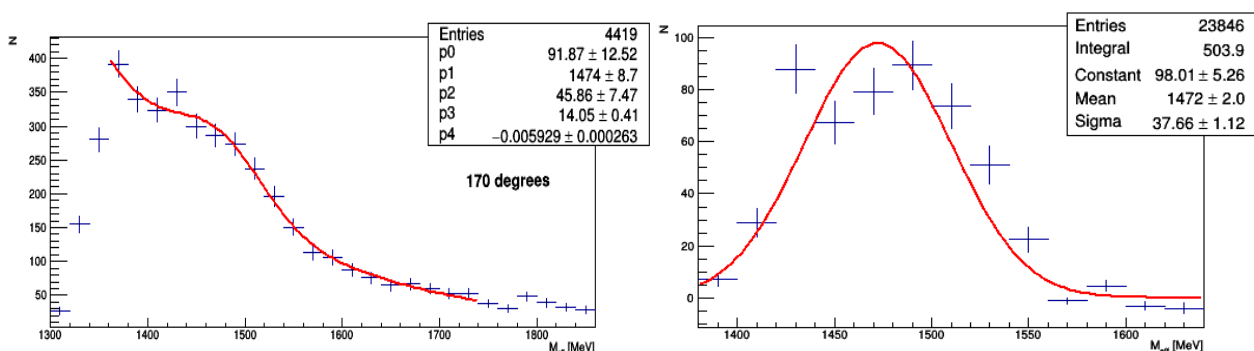 Entries 4419
p0 91.87 ± 12.52
p1 1474 ± 8.7
p2 45.86 ± 7.47
p3 14.05 ± 0.41
p4 −0.005929 ± 0.000263
170 degrees
N
400
350
300
250
200
150
100
50
1300 1400 1500 1600 1700 1800
[MeV]
Entries 23846
Integral 503.9
Constant 98.01 ± 5.26
Mean 1472 ± 2.0
Sigma 37.66 ± 1.12
N
100
80
60
40
20
0
1400 1450 1500 1550 1600
[MeV]